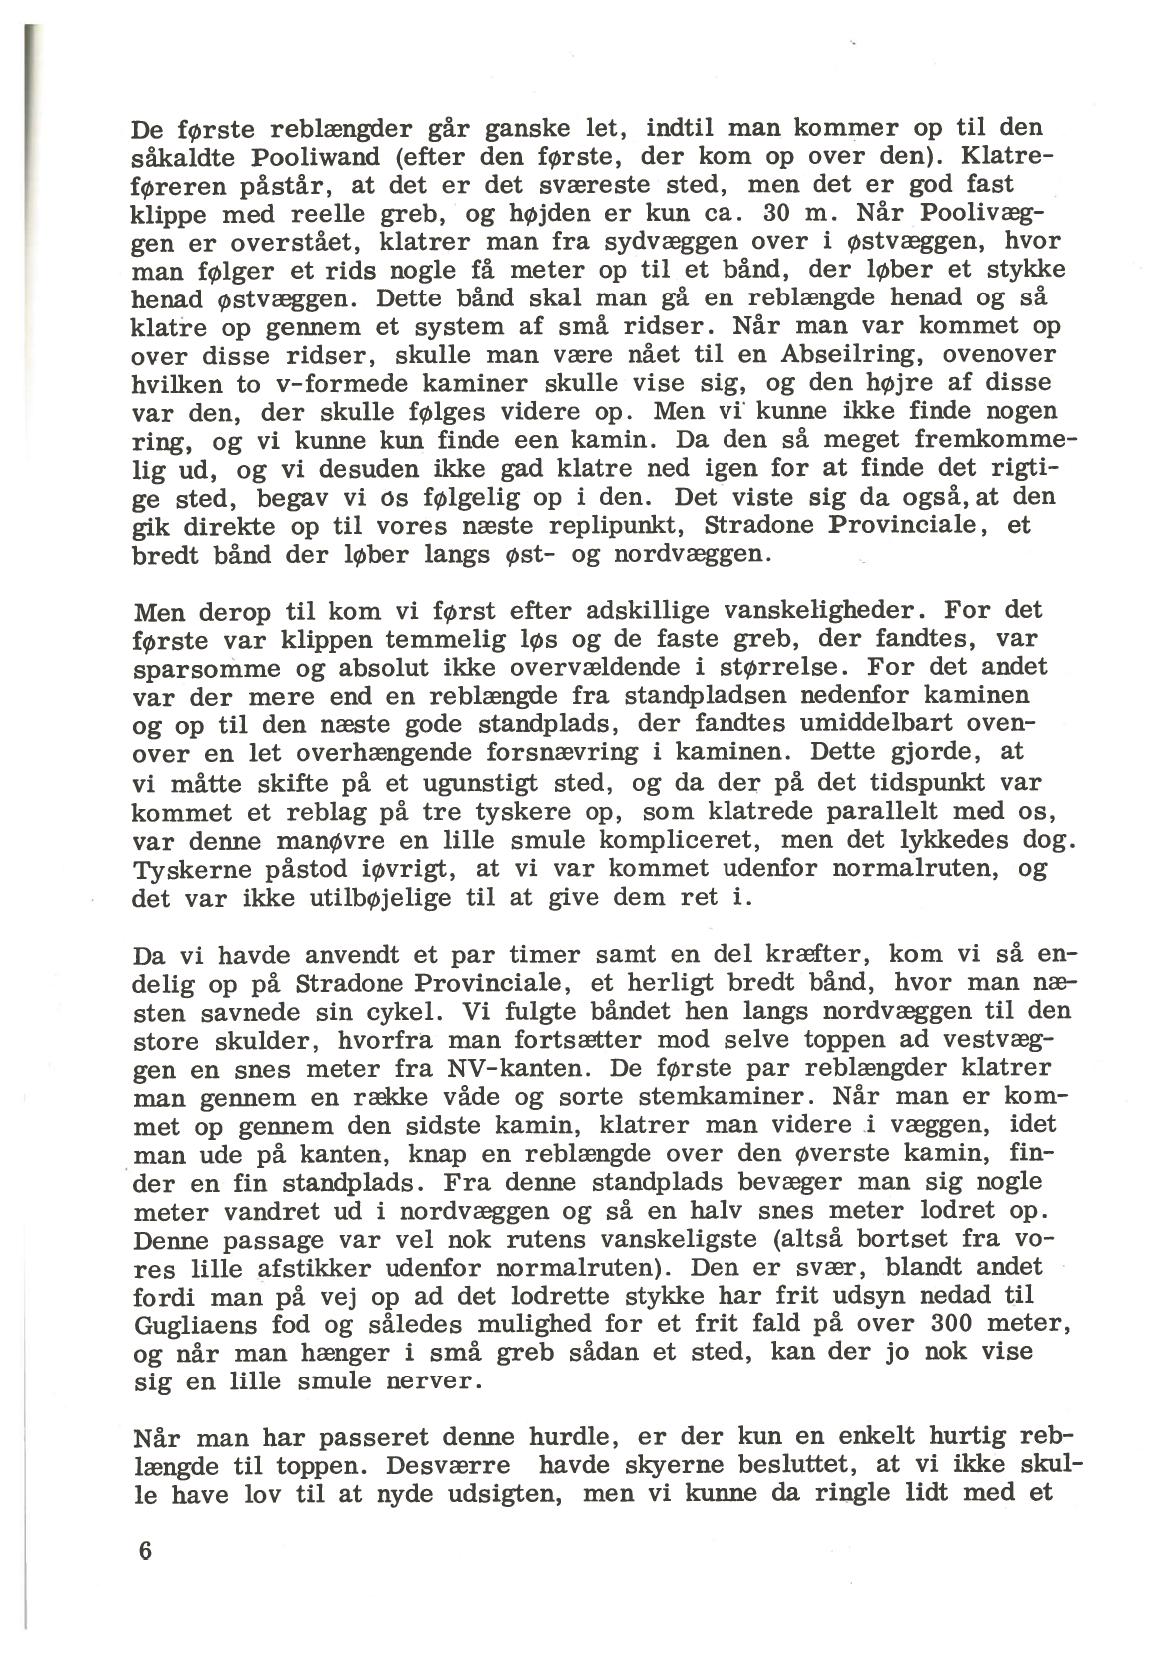 De første reblængder går ganske let, indtil man kommer op til den
såkaldte Pooliwand (efter den første, der kom op over den). Klatre-
føreren påstår, at det er det sværeste sted, men det er god fast
klippe med reelle greb, og højden er kun ca. 30 m. Når Poolivæg-
gen er overstået, klatrer man fra sydvæggen over i østvæggen, hvor
man følger et rids nogle få meter op til et bånd, der løber et stykke
henad østvæggen. Dette bånd skal man gå en reblængde henad og så
klatre op gennem et system af små ridser. Når man var kommet op
over disse ridser, skulle man være nået til en Abseilring, ovenover
hvilken to v-formede kaminer skulle vise sig, og den højre af disse
var den, der skulle følges videre op. Men vi kunne ikke finde nogen
ring, og vi kunne kun finde een kamin. Da den så meget fremkomme-
lig ud, og vi desuden ikke gad klatre ned igen for at finde det rigti-
ge sted, begav vi os følgelig op i den. Det viste sig da også, at den
gik direkte op til vores næste replipunkt, Stradone Provinciale, et
bredt bånd der løber langs øst- og nordvæggen.

Men derop til kom vi først efter adskillige vanskeligheder. For det
første var klippen temmelig løs og de faste greb, der fandtes, var
sparsomme og absolut ikke overvældende i størrelse. For det andet
var der mere end en reblængde fra standpladsen nedenfor kaminen
og op til den næste gode standplads, der fandtes umiddelbart oven-
over en let overhængende forsnævring i kaminen. Dette gjorde, at
vi måtte skifte på et ugunstigt sted, og da der på det tidspunkt var
kommet et reblag på tre tyskere op, som klatrede parallelt med os,
var denne manøvre en lille smule kompliceret, men det lykkedes dog.
Tyskerne påstod iøvrigt, at vi var kommet udenfor normalruten, og
det var ikke utilbøjelige til at give dem ret i.

Da vi havde anvendt et par timer samt en del kræfter, kom vi så en-
delig op på Stradone Provinciale, et herligt bredt bånd, hvor man næ-
sten savnede sin cykel. Vi fulgte båndet hen langs nordvæggen til den
store skulder, hvorfra man fortsætter mod selve toppen ad vestvæg-
gen en snes meter fra NV-kanten. De første par reblængder klatrer
man gennem en række våde og sorte stemkaminer. Når man er kom-
met op gennem den sidste kamin, klatrer man videre i væggen, idet
man ude på kanten, knap en reblængde over den øverste kamin, fin-
der en fin standplads. Fra denne standplads bevæger man sig nogle
meter vandret ud i nordvæggen og så en halv snes meter lodret op.
Denne passage var vel nok rutens vanskeligste (altså bortset fra vo-
res lille afstikker udenfor normalruten). Den er svær, blandt andet
fordi man på vej op ad det lodrette stykke har frit udsyn nedad til
Gugliaens fod og således mulighed for et frit fald på over 300 meter,
og når man hænger i små greb sådan et sted, kan der jo nok vise
sig en lille smule nerver.

Når man har passeret denne hurdle, er der kun en enkelt hurtig reb-
længde til toppen. Desværre havde skyerne besluttet, at vi ikke skul-
le have lov til at nyde udsigten, men vi kunne da ringle lidt med et

6